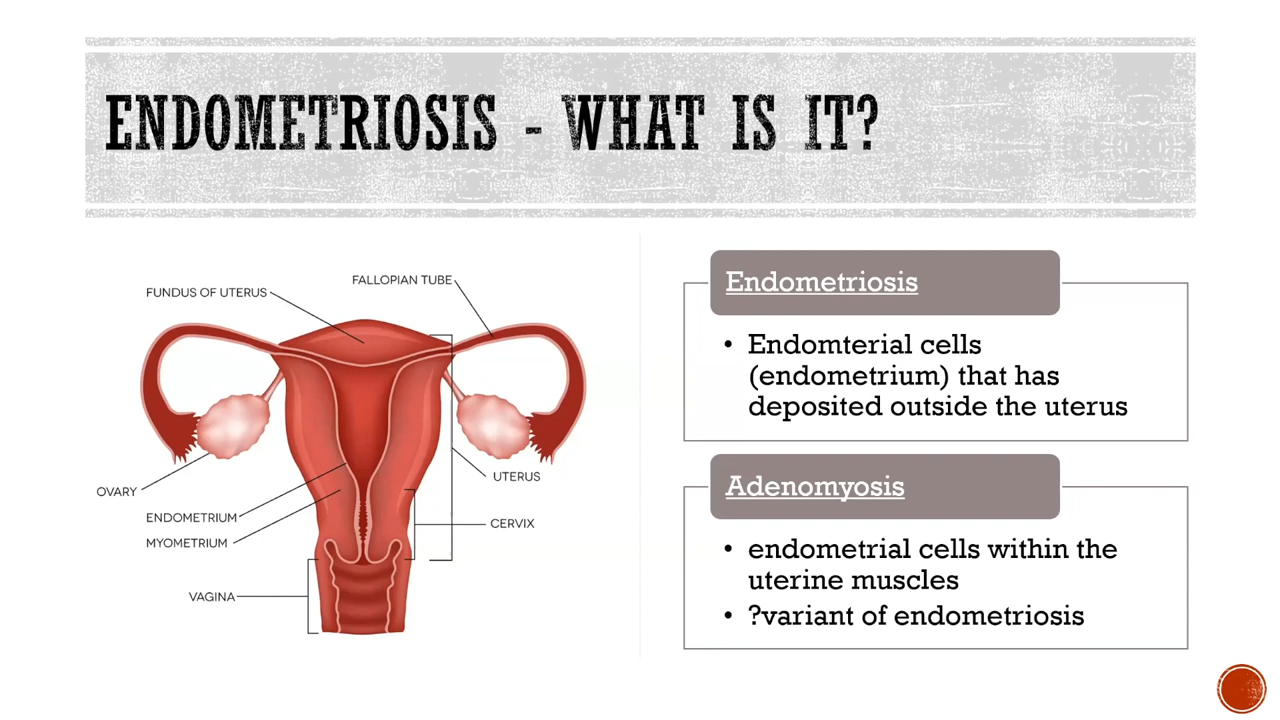 ENDOMETRIOSIS - WHAT IS IT?
FALLOPIAN TUBE
FUNDUS OF UTERUS
OVARY
UTERUS
ENDOMETRIUM
CERVIX
MYOMETRIUM
VAGINA
Endometriosis
• Endomterial cells
(endometrium) that has
deposited outside the uterus
Adenomyosis
• endometrial cells within the
uterine muscles
• ?variant of endometriosis